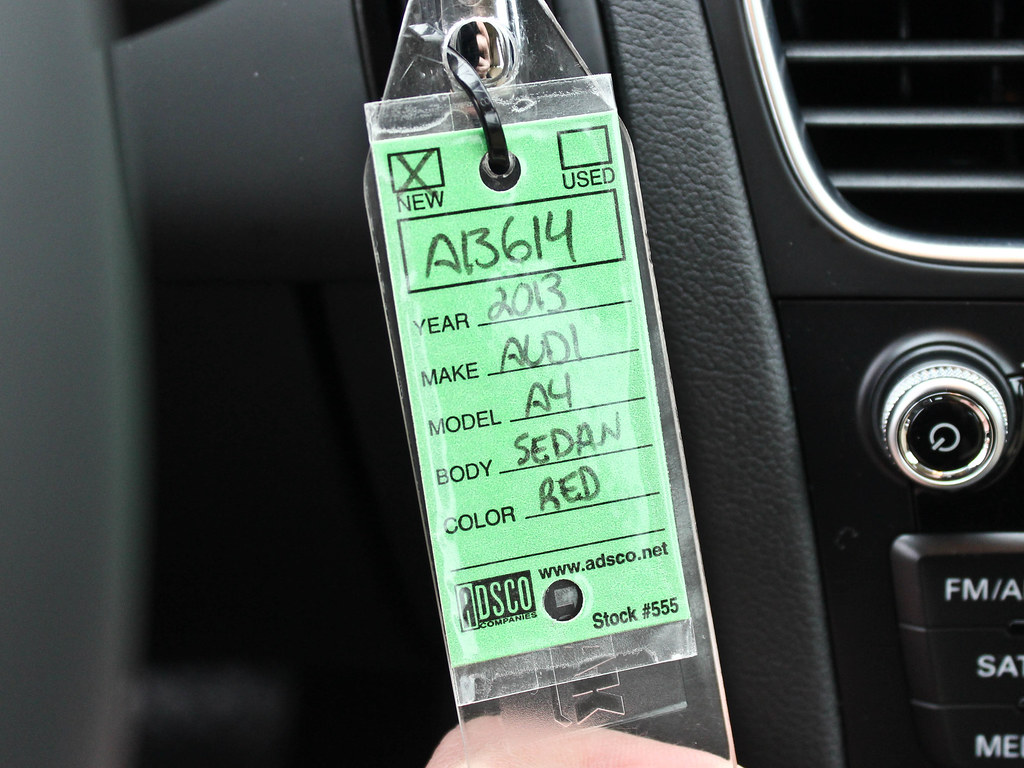 NEW
USED
A13614
YEAR 2013
MAKE AUDI
MODEL A4
BODY SEDAN
COLOR RED
www.adsco.net
ADSCO
COMPANIES
Stock #555
FM/A
SAT
ME